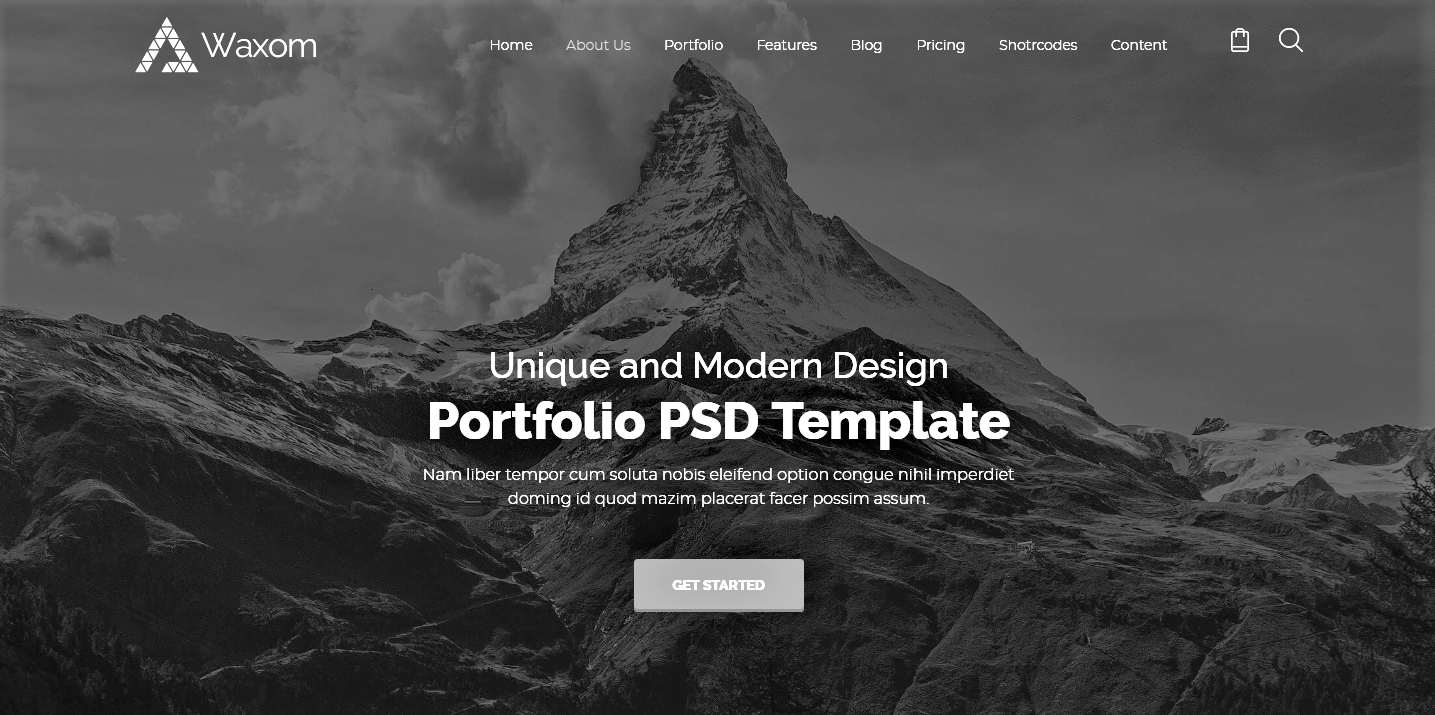 Waxom
Home About Us Portfolio Features Blog Pricing Shotrcodes Content
Unique and Modern Design
Portfolio PSD Template
Nam liber tempor cum soluta nobis eleifend option congue nihil imperdiet
doming id quod mazim placerat facer possim assum.
GET STARTED